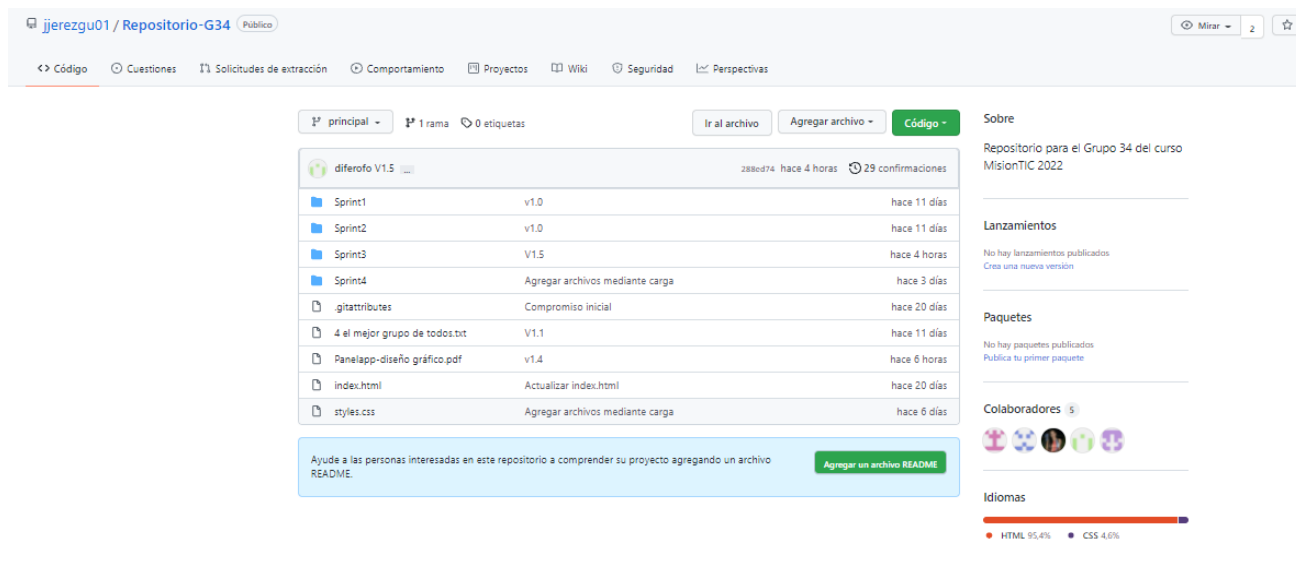 jjerezgu01 / Repositorio-G34 Público
Mirar 2
Código Cuestiones Solicitudes de extracción Comportamiento Proyectos Wiki Seguridad Perspectivas
principal 1 rama 0 etiquetas Ir al archivo Agregar archivo Código
diferofo V1.5 ... 288ed74 hace 4 horas 29 confirmaciones
Sprint1 v1.0 hace 11 días
Sprint2 v1.0 hace 11 días
Sprint3 V1.5 hace 4 horas
Sprint4 Agregar archivos mediante carga hace 3 días
.gitattributes Compromiso inicial hace 20 días
4 el mejor grupo de todos.txt V1.1 hace 11 días
Panelapp-diseño gráfico.pdf v1.4 hace 6 horas
index.html Actualizar index.html hace 20 días
styles.css Agregar archivos mediante carga hace 6 días
Ayude a las personas interesadas en este repositorio a comprender su proyecto agregando un archivo
README.
Agregar un archivo README
Sobre
Repositorio para el Grupo 34 del curso
MisionTIC 2022
Lanzamientos
No hay lanzamientos publicados
Crea una nueva versión
Paquetes
No hay paquetes publicados
Publica tu primer paquete
Colaboradores 5
Idiomas
HTML 95,4% CSS 4,6%